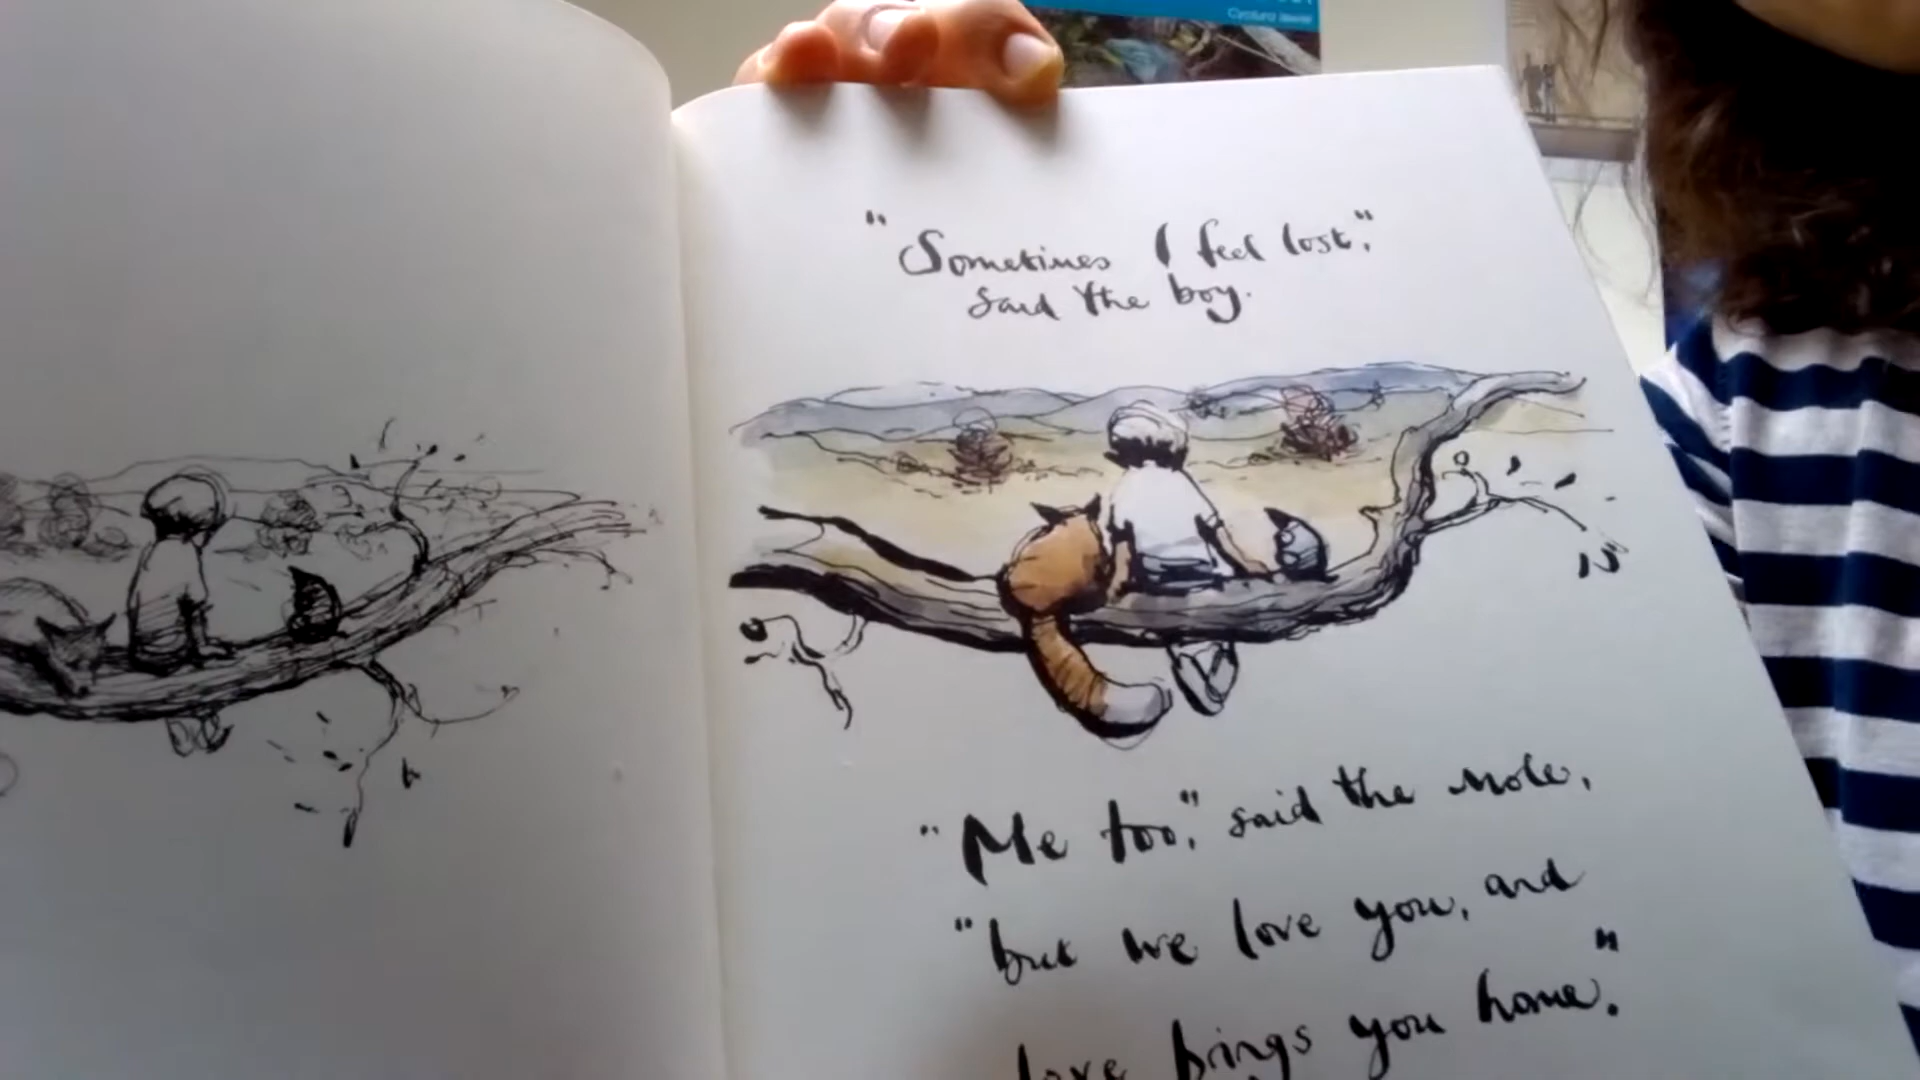 "Sometimes I feel lost,"
said the boy.
"Me too," said the mole,
"but we love you, and
love brings you home."